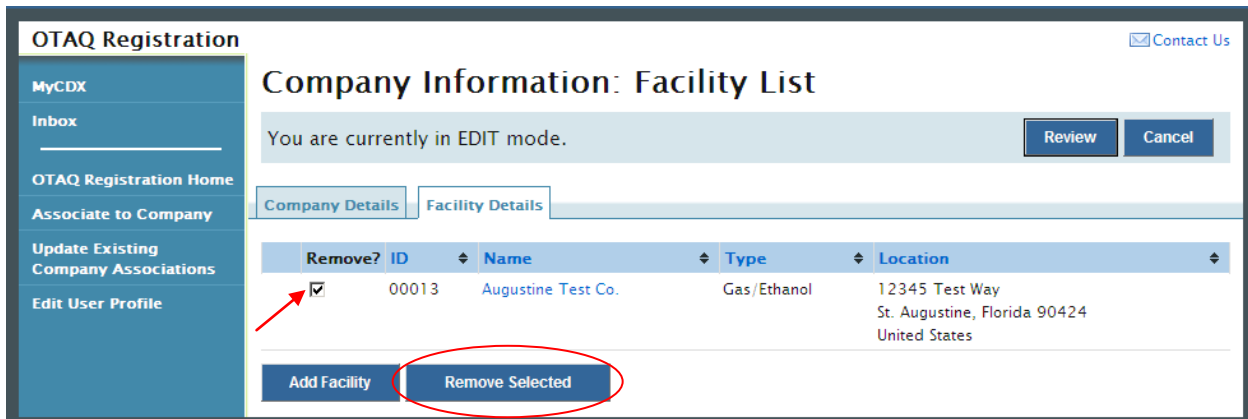 OTAQ Registration
Contact Us
MyCDX
Inbox
OTAQ Registration Home
Associate to Company
Update Existing
Company Associations
Edit User Profile
Company Information: Facility List
You are currently in EDIT mode.
Review
Cancel
Company Details
Facility Details
Remove? ID Name Type Location
00013 Augustine Test Co. Gas/Ethanol 12345 Test Way
St. Augustine, Florida 90424
United States
Add Facility
Remove Selected